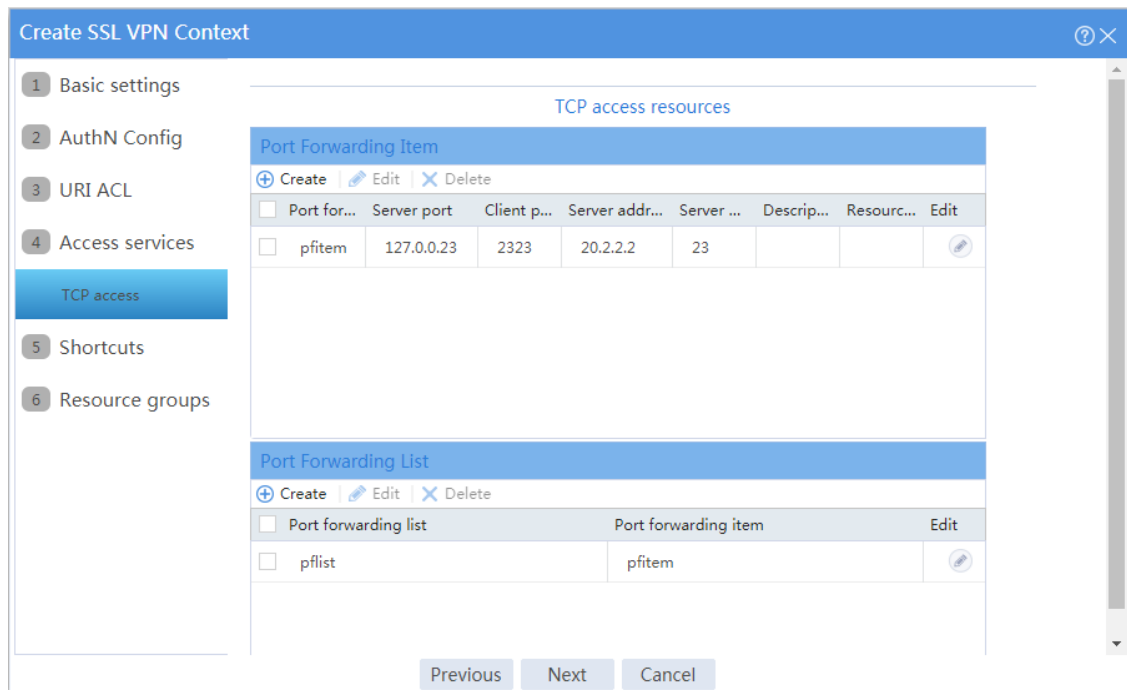 Create SSL VPN Context
1 Basic settings
2 AuthN Config
3 URI ACL
4 Access services
TCP access
5 Shortcuts
6 Resource groups
TCP access resources
Port Forwarding Item
Create Edit Delete
Port for... Server port Client p... Server addr... Server ... Descrip... Resourc... Edit
pfitem 127.0.0.23 2323 20.2.2.2 23
Port Forwarding List
Create Edit Delete
Port forwarding list Port forwarding item Edit
pflist pfitem
Previous Next Cancel